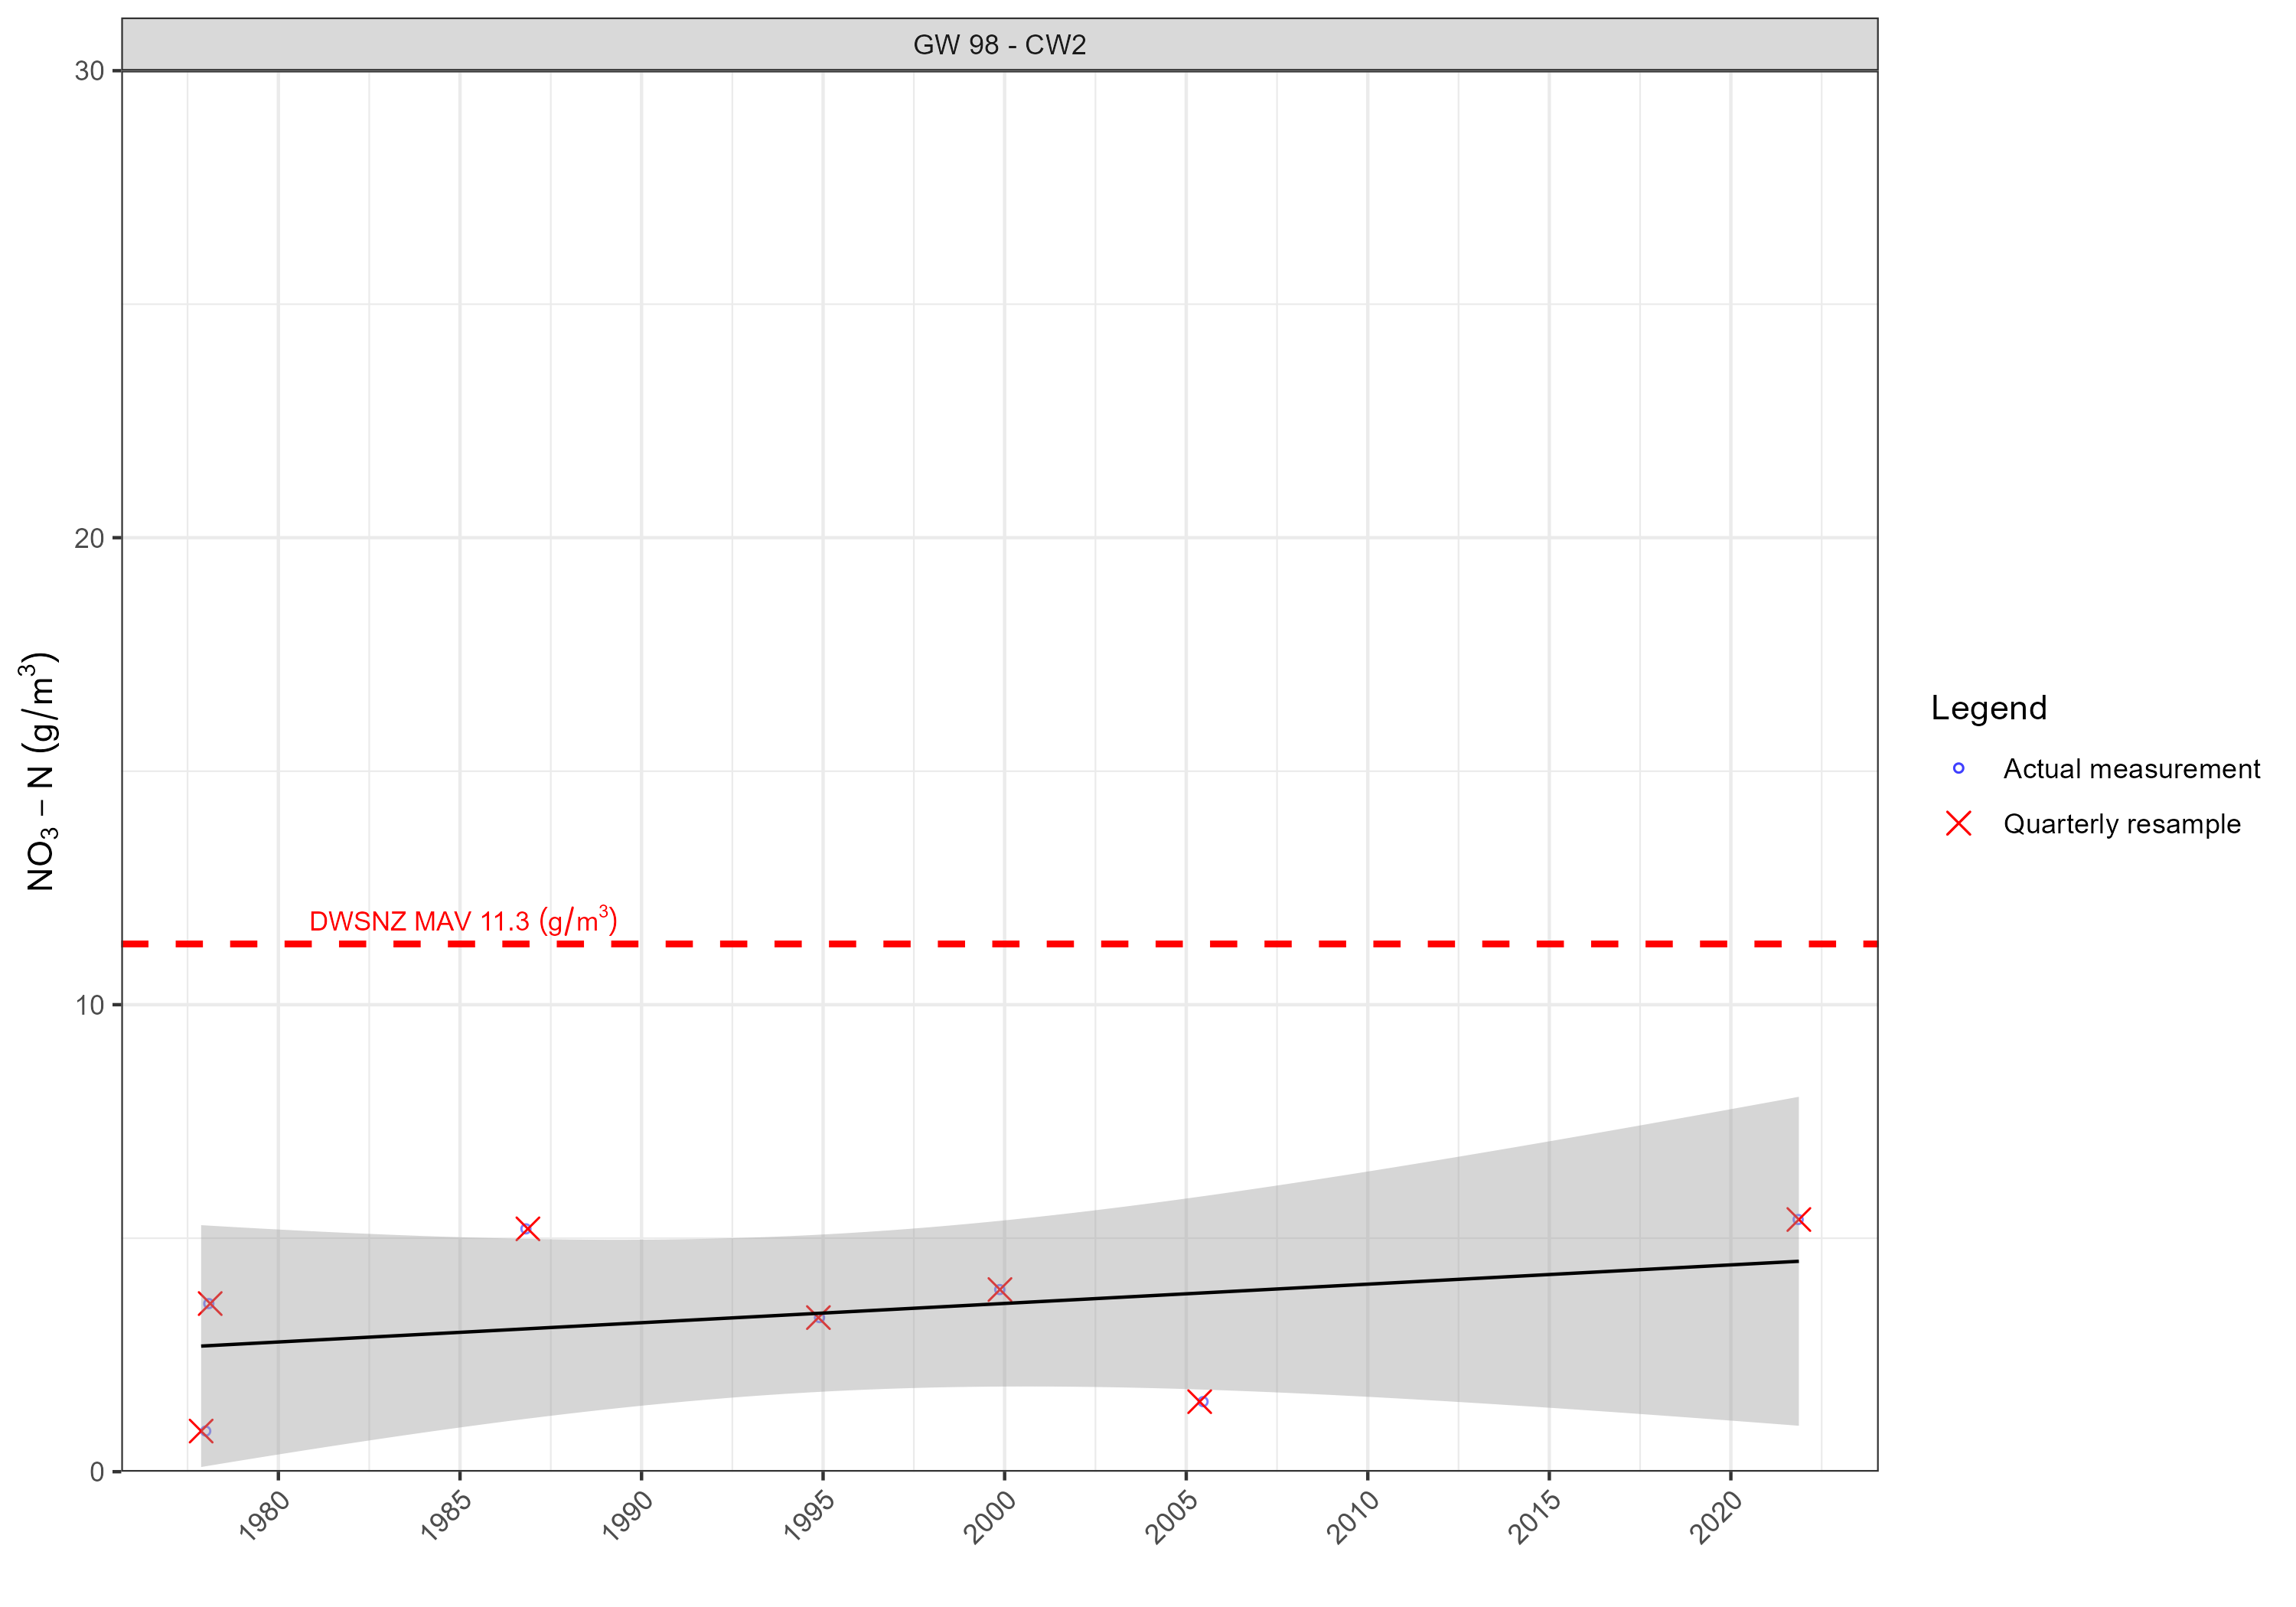 GW 98 - CW2
30
20
10
0
NO₃ – N (g/m³)
DWSNZ MAV 11.3 (g/m³)
1980
1985
1990
1995
2000
2005
2010
2015
2020
Legend
Actual measurement
Quarterly resample